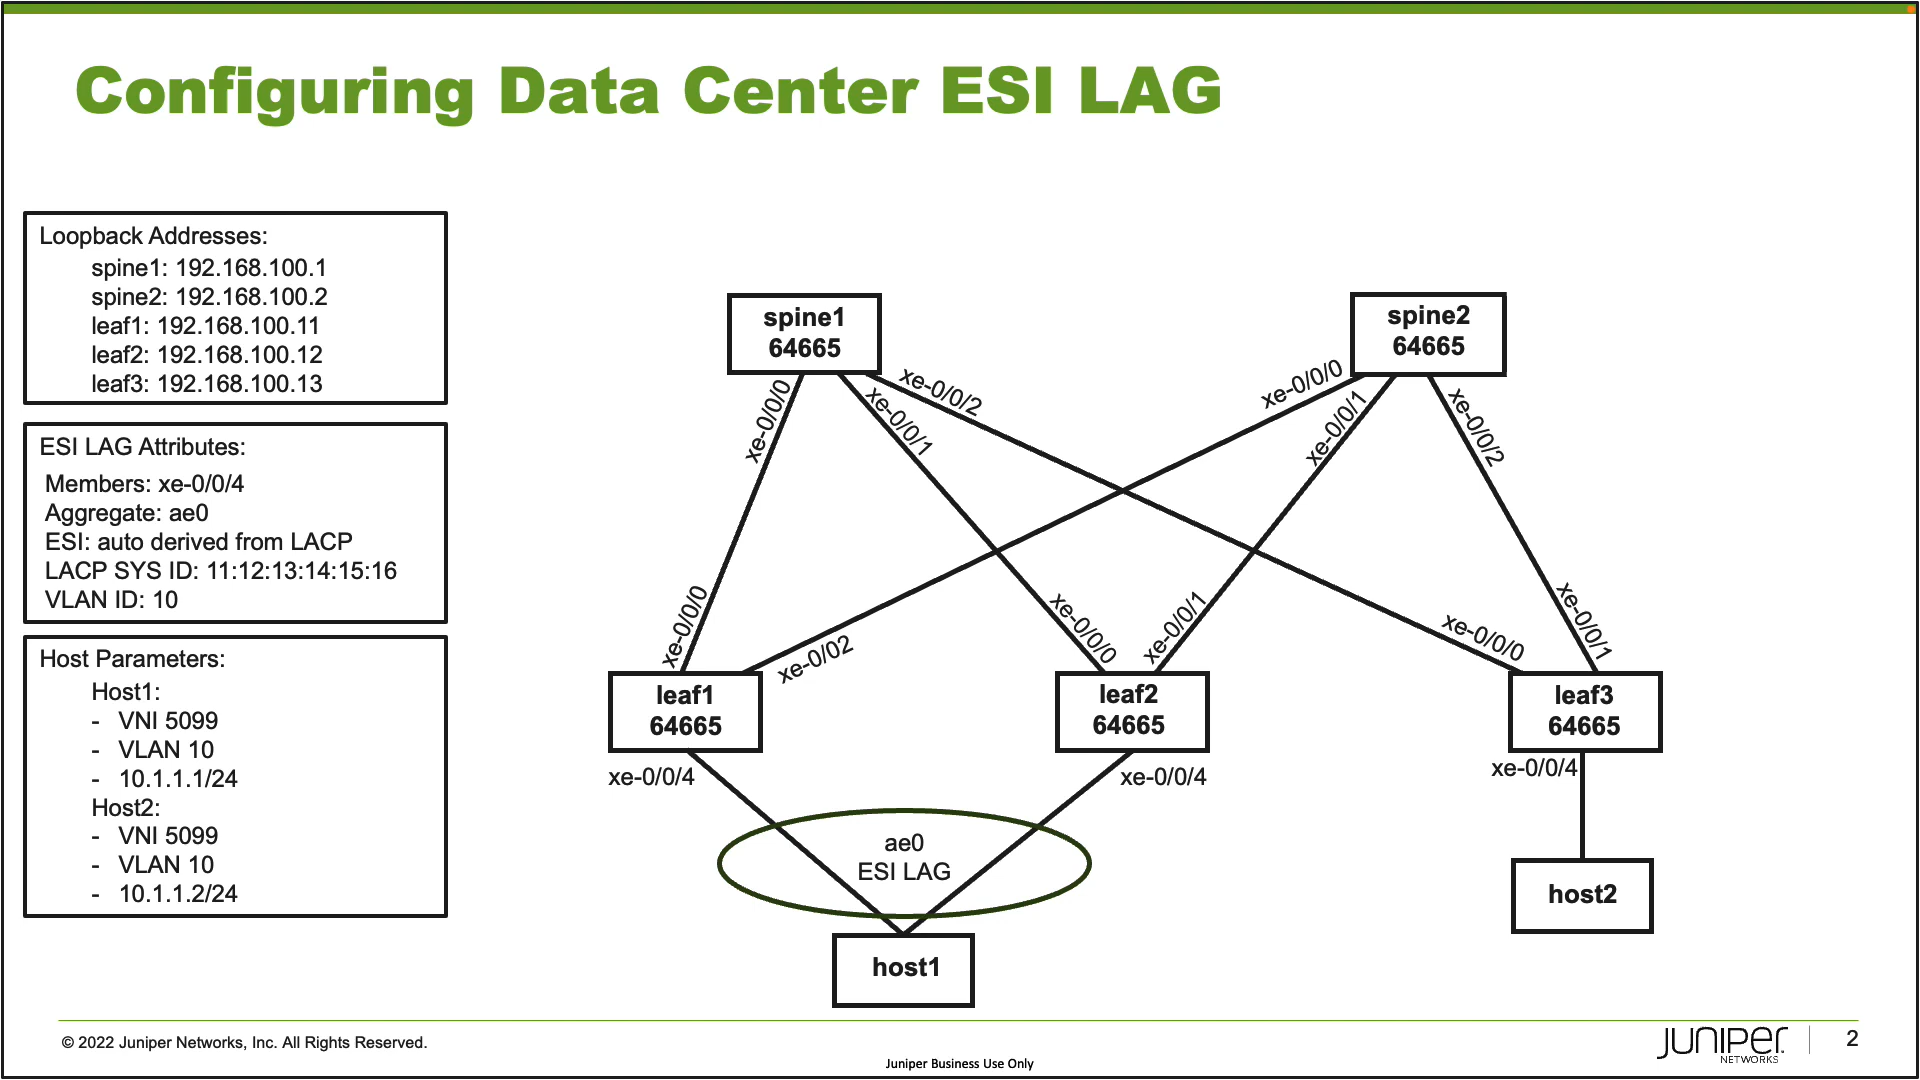 Configuring Data Center ESI LAG
Loopback Addresses:
spine1: 192.168.100.1
spine2: 192.168.100.2
leaf1: 192.168.100.11
leaf2: 192.168.100.12
leaf3: 192.168.100.13
ESI LAG Attributes:
Members: xe-0/0/4
Aggregate: ae0
ESI: auto derived from LACP
LACP SYS ID: 11:12:13:14:15:16
VLAN ID: 10
Host Parameters:
Host1:
- VNI 5099
- VLAN 10
- 10.1.1.1/24
Host2:
- VNI 5099
- VLAN 10
- 10.1.1.2/24
spine1
64665
spine2
64665
xe-0/0/0
xe-0/0/1
xe-0/0/2
xe-0/0/0
xe-0/0/1
xe-0/0/2
xe-0/0/0
xe-0/02
xe-0/0/0
xe-0/0/1
xe-0/0/0
xe-0/0/1
leaf1
64665
leaf2
64665
leaf3
64665
xe-0/0/4
xe-0/0/4
xe-0/0/4
ae0
ESI LAG
host1
host2
© 2022 Juniper Networks, Inc. All Rights Reserved.
Juniper Business Use Only
JUNIPER
NETWORKS
2